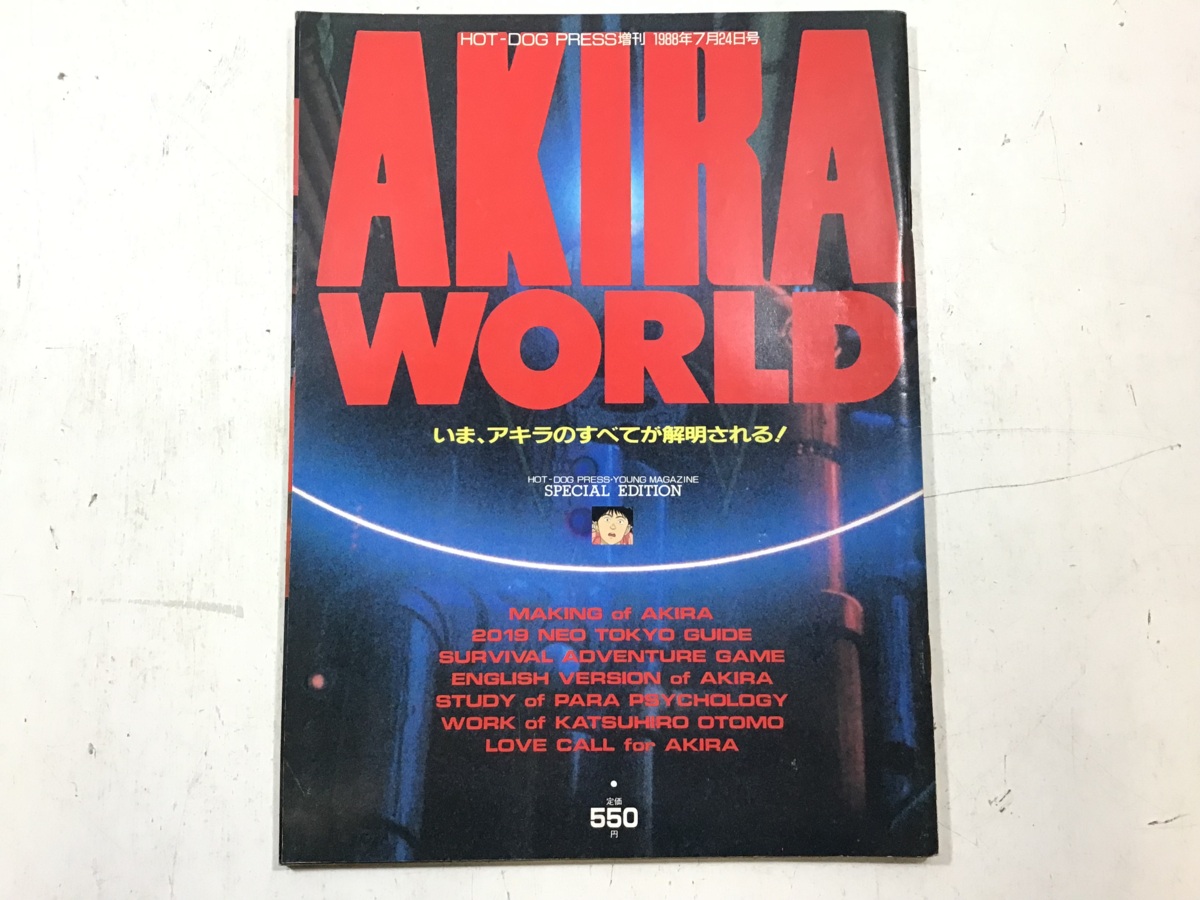 HOT-DOG PRESS増刊 1988年7月24日号
AKIRA
WORLD
いま、アキラのすべてが解明される!
HOT-DOG PRESS・YOUNG MAGAZINE
SPECIAL EDITION
MAKING of AKIRA
2019 NEO TOKYO GUIDE
SURVIVAL ADVENTURE GAME
ENGLISH VERSION of AKIRA
STUDY of PARA PSYCHOLOGY
WORK of KATSUHIRO OTOMO
LOVE CALL for AKIRA
定価
550
円